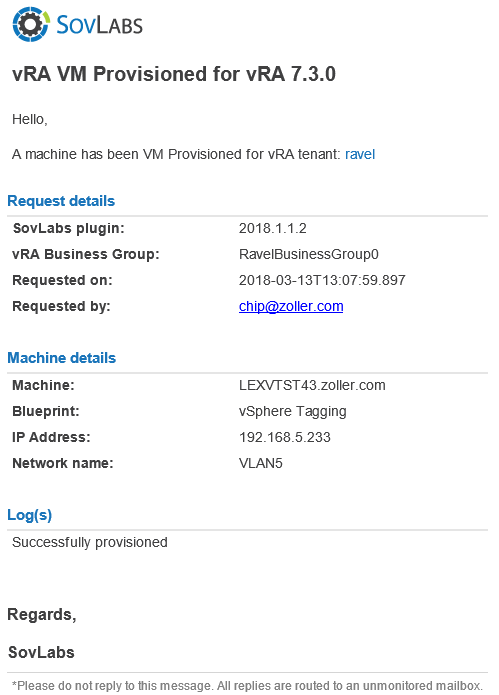 SovLabs
vRA VM Provisioned for vRA 7.3.0
Hello,
A machine has been VM Provisioned for vRA tenant: ravel
Request details
SovLabs plugin: 2018.1.1.2
vRA Business Group: RavelBusinessGroup0
Requested on: 2018-03-13T13:07:59.897
Requested by: chip@zoller.com
Machine details
Machine: LEXVTST43.zoller.com
Blueprint: vSphere Tagging
IP Address: 192.168.5.233
Network name: VLAN5
Log(s)
Successfully provisioned
Regards,
SovLabs
*Please do not reply to this message. All replies are routed to an unmonitored mailbox.